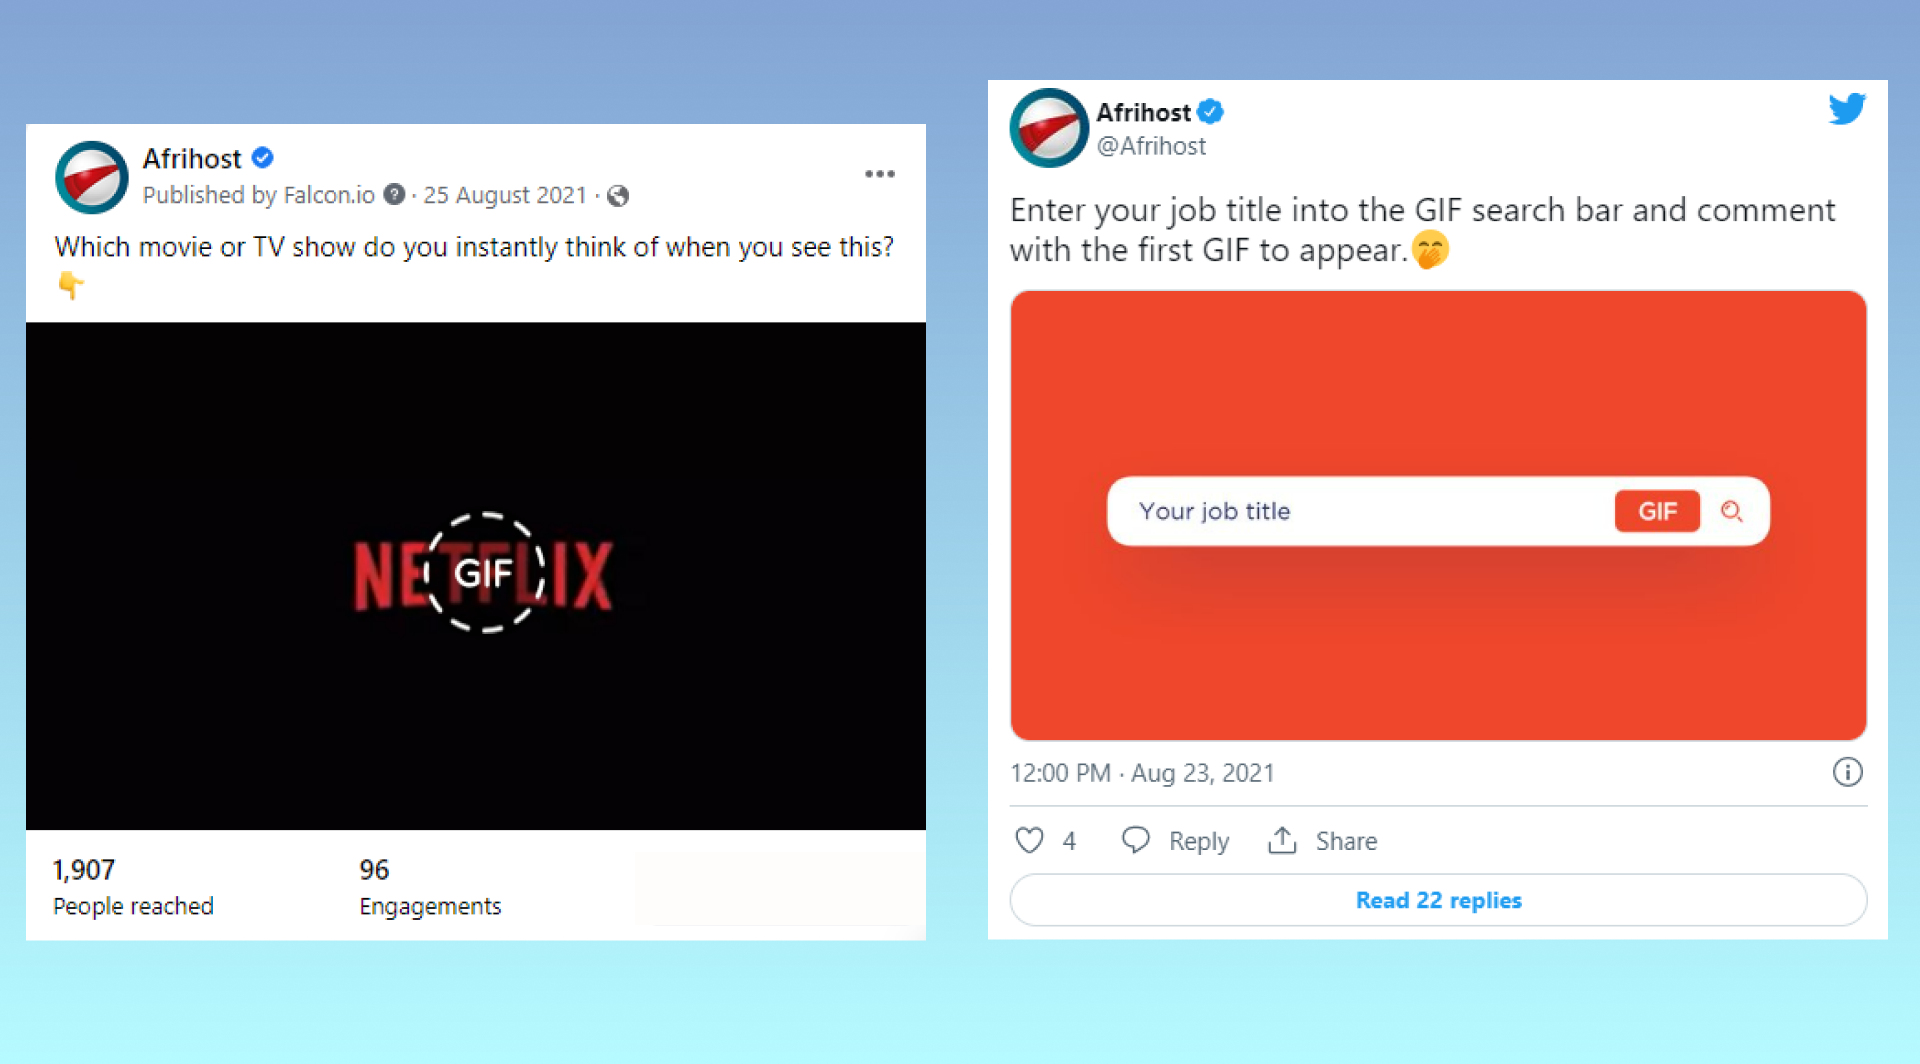 Afrihost
Published by Falcon.io · 25 August 2021 ·
Which movie or TV show do you instantly think of when you see this?
👇
NETFLIX
GIF
1,907
People reached
96
Engagements
Afrihost
@Afrihost
Enter your job title into the GIF search bar and comment
with the first GIF to appear.🤭
Your job title
GIF
12:00 PM · Aug 23, 2021
4
Reply
Share
Read 22 replies